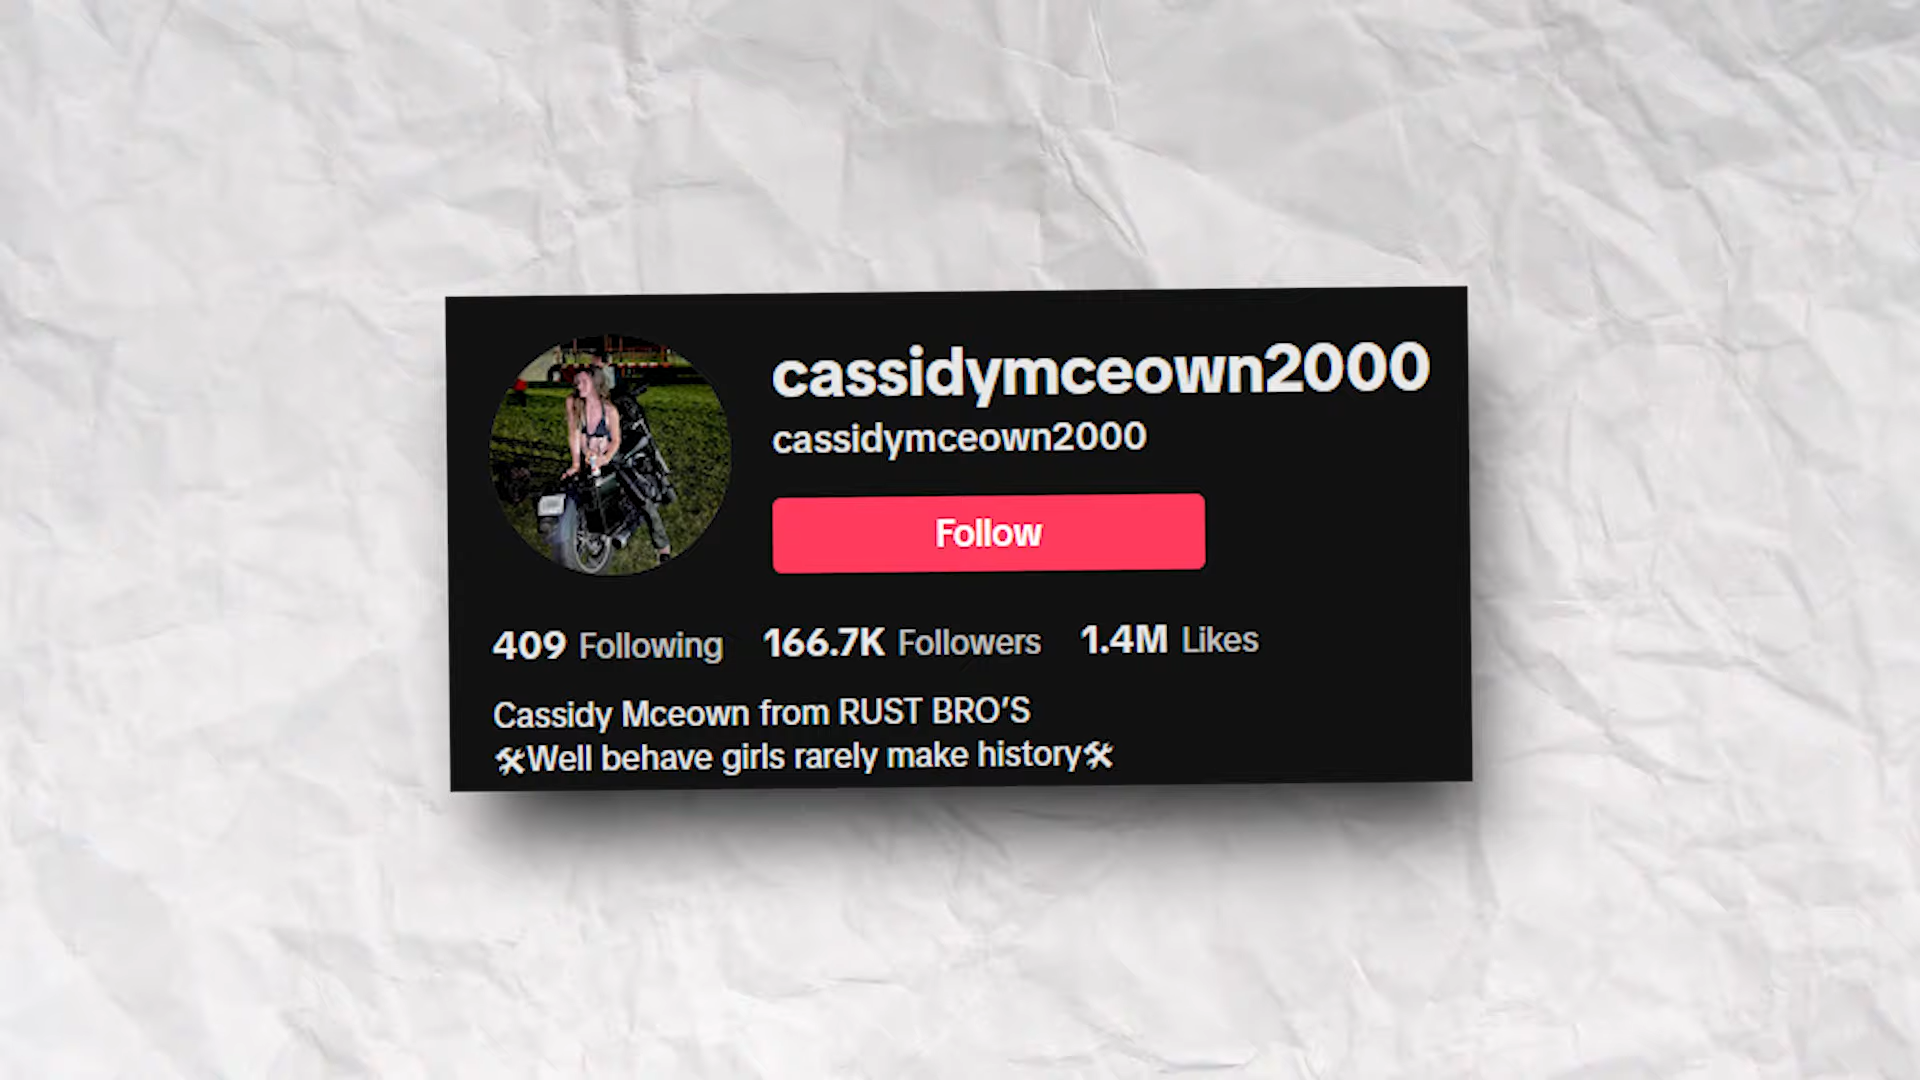 cassidymceown2000
cassidymceown2000
Follow
409 Following 166.7K Followers 1.4M Likes
Cassidy Mceown from RUST BRO’S
🛠Well behave girls rarely make history🛠